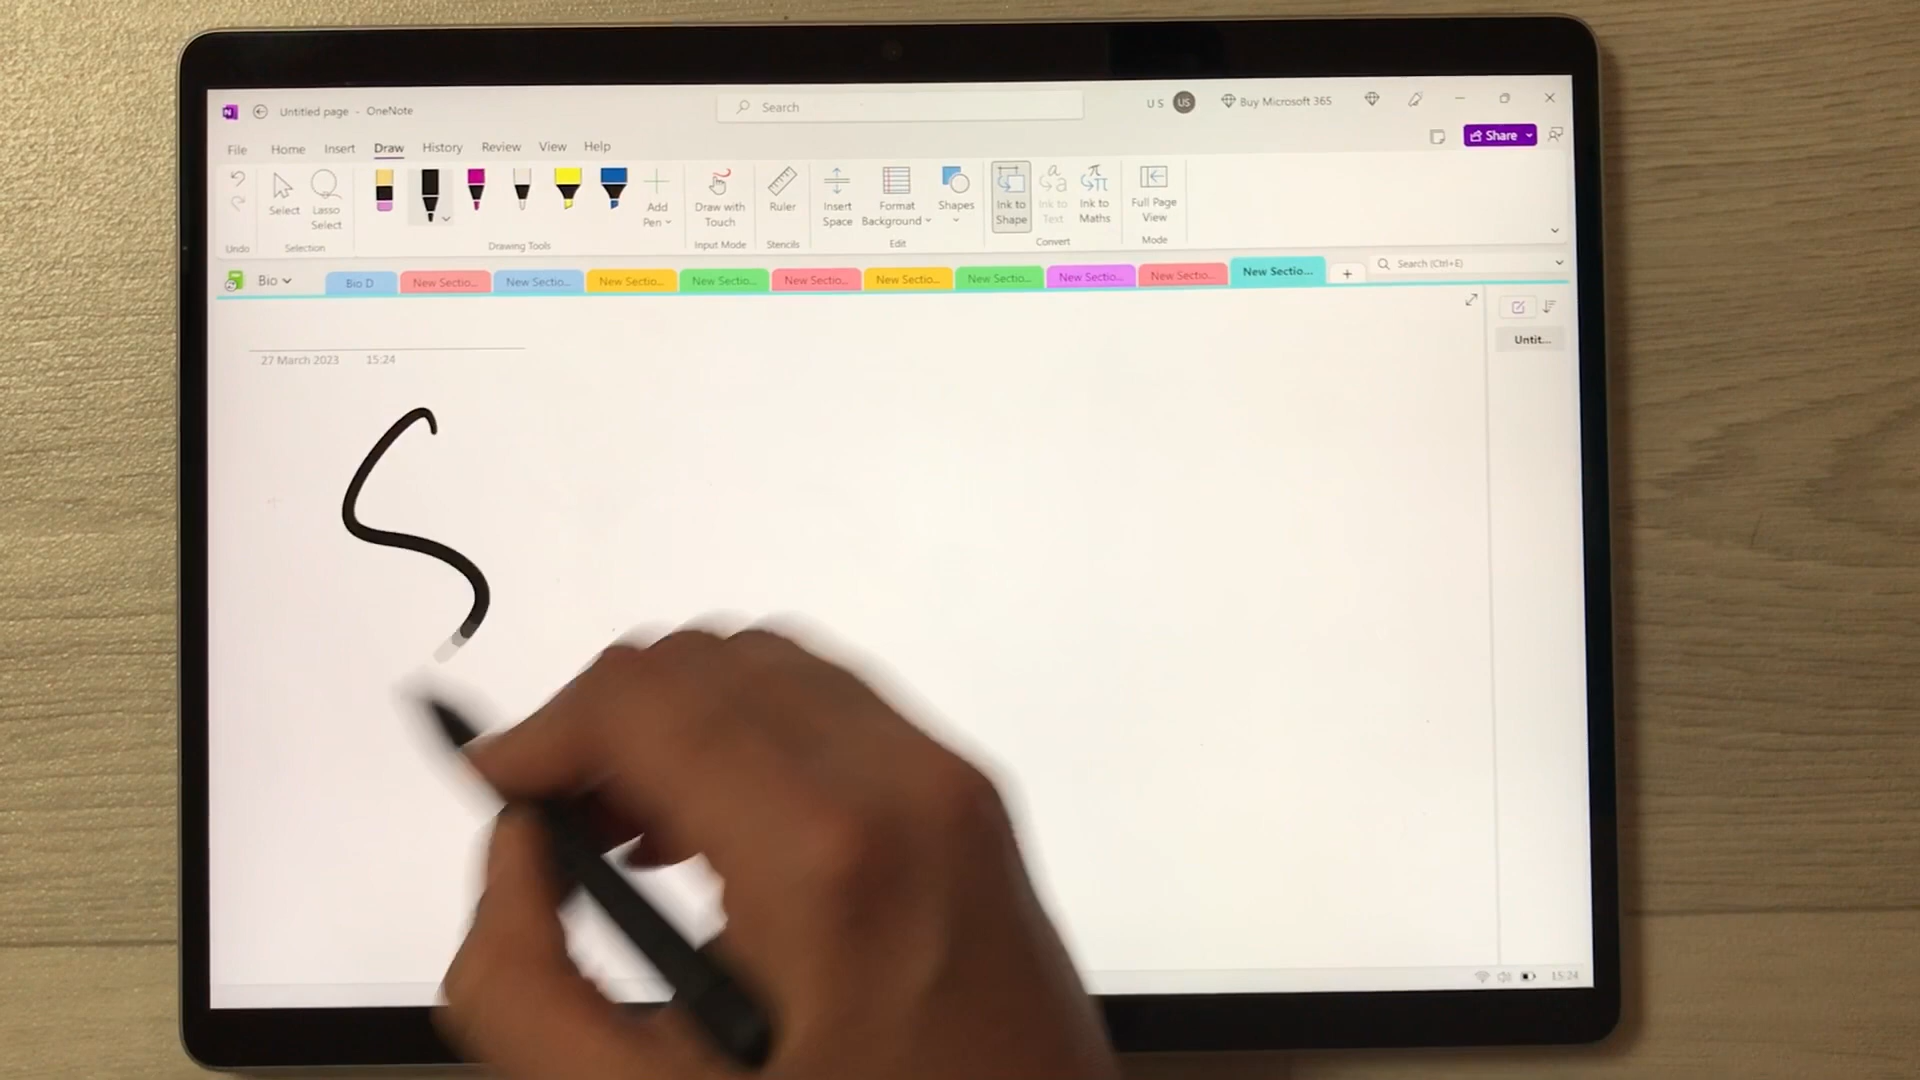 Untitled page - OneNote
Search
U S
US
Buy Microsoft 365
Share
File
Home
Insert
Draw
History
Review
View
Help
Select
Lasso
Select
Add
Pen
Draw with
Touch
Ruler
Insert
Space
Format
Background
Shapes
Ink to
Shape
Ink to
Text
Ink to
Maths
Full Page
View
Undo
Selection
Drawing Tools
Input Mode
Stencils
Edit
Convert
Mode
Bio
Bio D
New Sectio...
New Sectio...
New Sectio...
New Sectio...
New Sectio...
New Sectio...
New Sectio...
New Sectio...
New Sectio...
New Sectio...
+
Search (Ctrl+E)
Untit...
27 March 2023 15:24
S
15:24